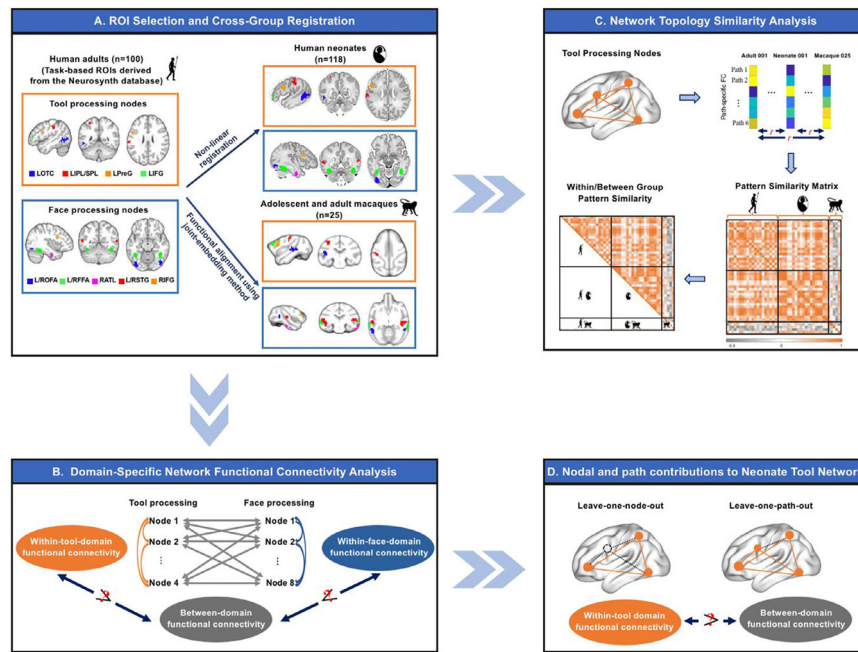 A. ROI Selection and Cross-Group Registration
Human adults (n=100)
(Task-based ROIs derived
from the Neurosynth database)
Tool processing nodes
LOTC LIPL/SPL LPreG LIFG
Face processing nodes
L/ROFA L/RFFA RATL L/RSTG RIFG
Non-linear
registration
Functional alignment using
joint-embedding method
Human neonates
(n=118)
Adolescent and adult macaques
(n=25)
C. Network Topology Similarity Analysis
Tool Processing Nodes
Adult 001 Neonate 001 Macaque 025
Path-specific FC
Path 1
Path 2
⋮
Path 6
... ...
r r
r
Within/Between Group
Pattern Similarity
Pattern Similarity Matrix
0 1
B. Domain-Specific Network Functional Connectivity Analysis
Tool processing Face processing
Node 1 Node 1
Node 2 Node 2
⋮ ⋮
Node 4 Node 8
Within-tool-domain
functional connectivity
Within-face-domain
functional connectivity
Between-domain
functional connectivity
D. Nodal and path contributions to Neonate Tool Network
Leave-one-node-out Leave-one-path-out
Within-tool domain
functional connectivity
Between-domain
functional connectivity